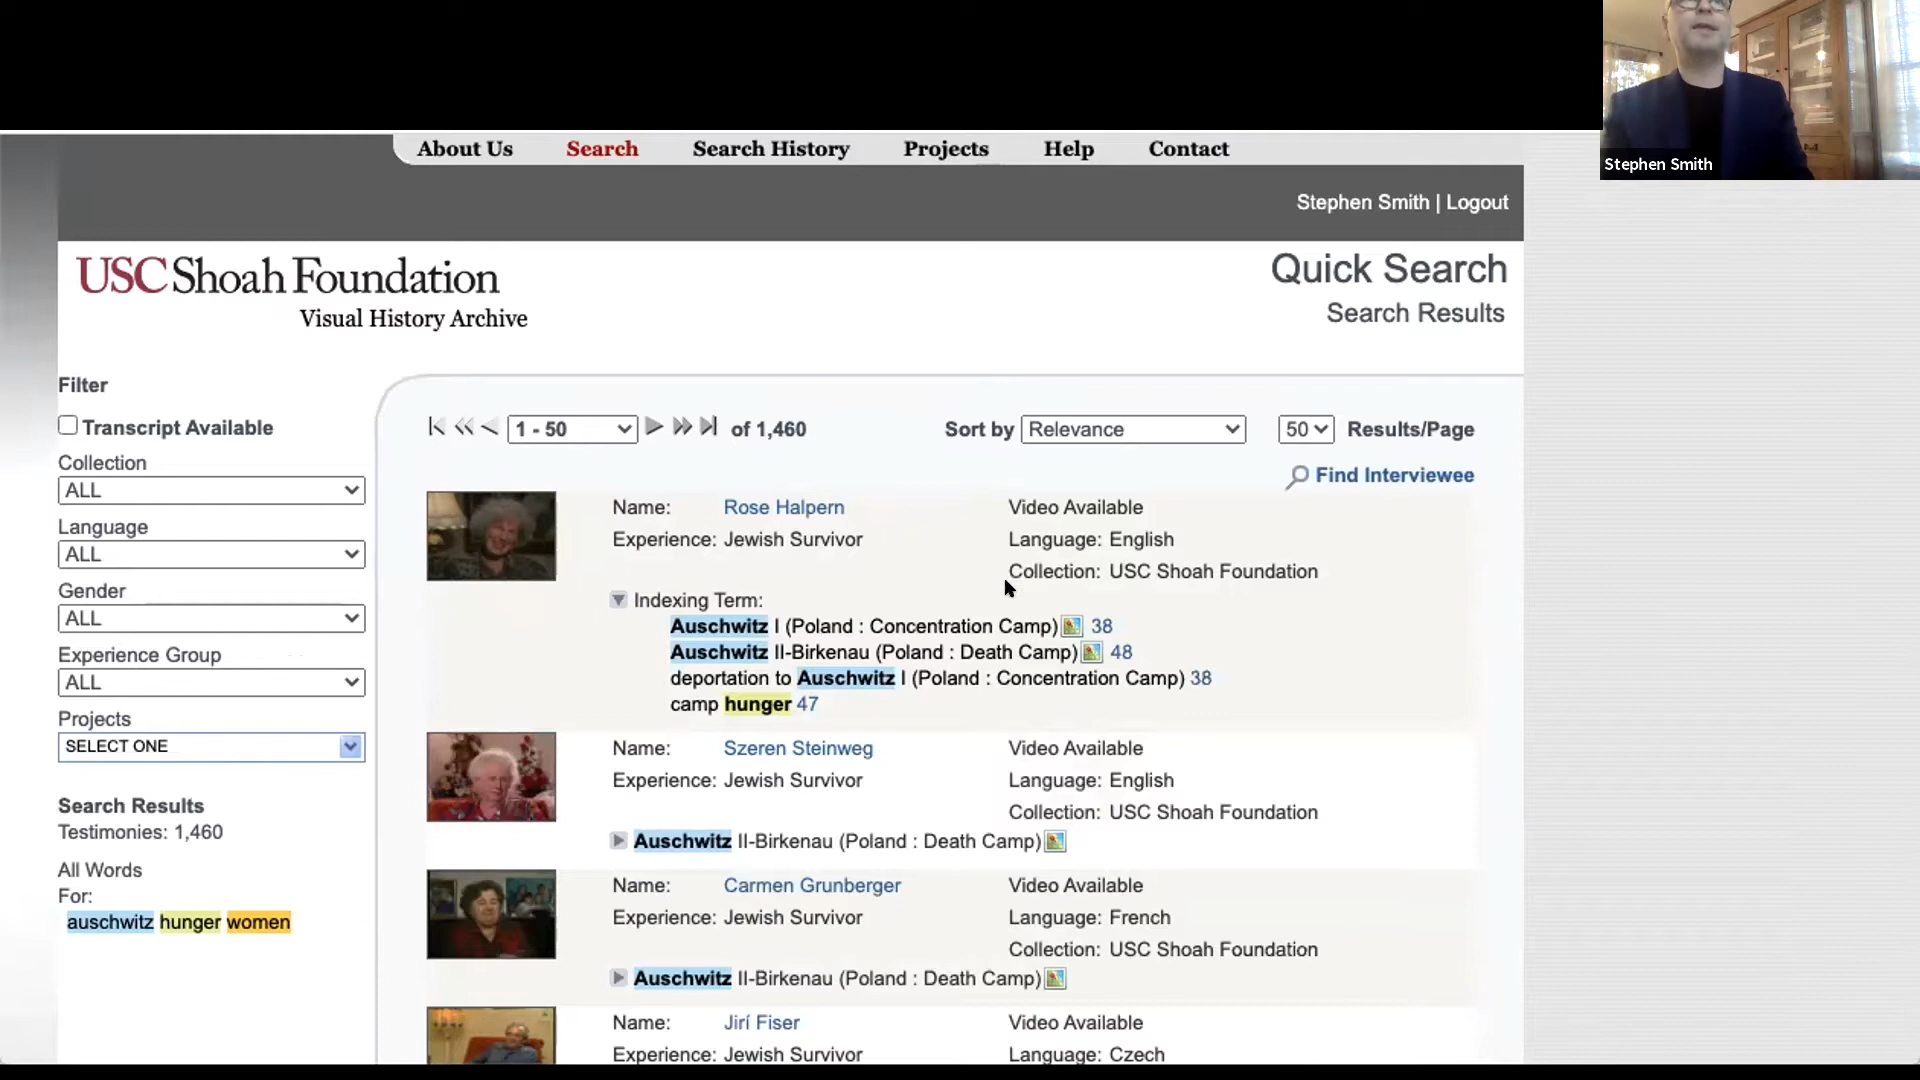 Stephen Smith
About Us Search Search History Projects Help Contact
Stephen Smith | Logout
USC Shoah Foundation
Visual History Archive
Quick Search
Search Results
Filter
Transcript Available
Collection
ALL
Language
ALL
Gender
ALL
Experience Group
ALL
Projects
SELECT ONE
Search Results
Testimonies: 1,460
All Words
For:
auschwitz hunger women
1 - 50 of 1,460 Sort by Relevance 50 Results/Page
Find Interviewee
Name: Rose Halpern Video Available
Experience: Jewish Survivor Language: English
Collection: USC Shoah Foundation
Indexing Term:
Auschwitz I (Poland : Concentration Camp) 38
Auschwitz II-Birkenau (Poland : Death Camp) 48
deportation to Auschwitz I (Poland : Concentration Camp) 38
camp hunger 47
Name: Szeren Steinweg Video Available
Experience: Jewish Survivor Language: English
Collection: USC Shoah Foundation
Auschwitz II-Birkenau (Poland : Death Camp)
Name: Carmen Grunberger Video Available
Experience: Jewish Survivor Language: French
Collection: USC Shoah Foundation
Auschwitz II-Birkenau (Poland : Death Camp)
Name: Jirí Fiser Video Available
Experience: Jewish Survivor Language: Czech